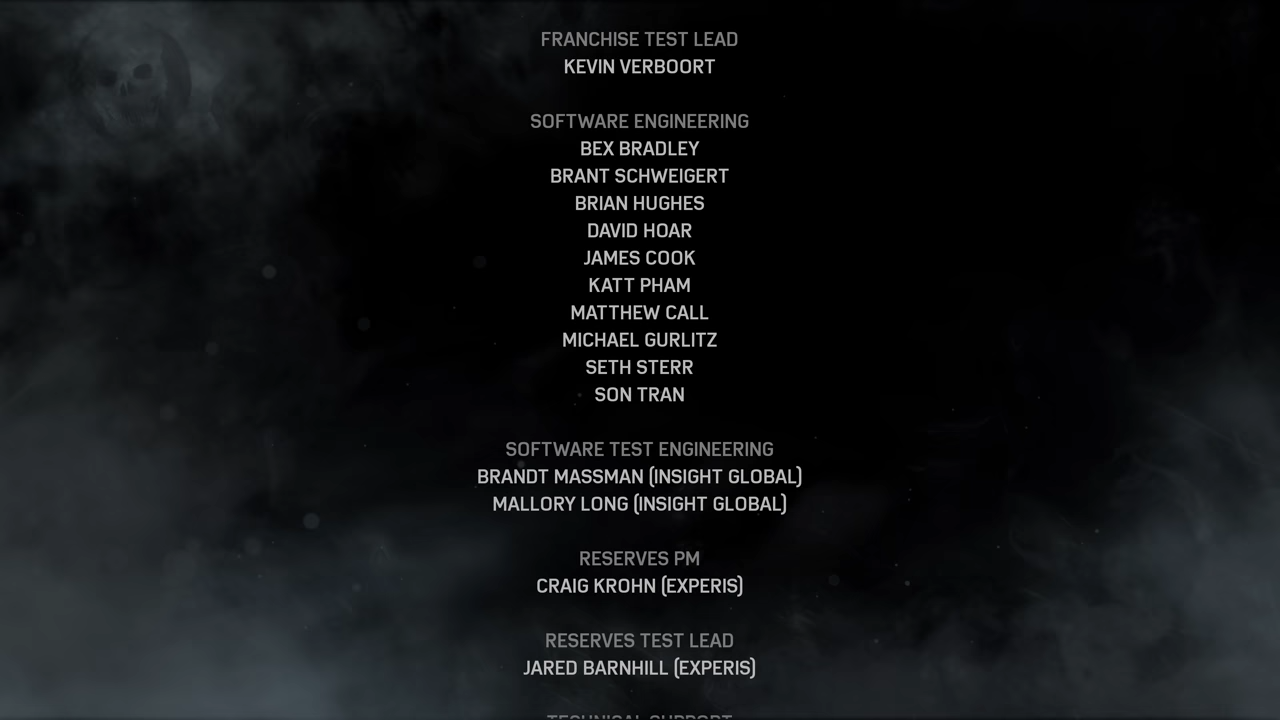 FRANCHISE TEST LEAD
KEVIN VERBOORT
SOFTWARE ENGINEERING
BEX BRADLEY
BRANT SCHWEIGERT
BRIAN HUGHES
DAVID HOAR
JAMES COOK
KATT PHAM
MATTHEW CALL
MICHAEL GURLITZ
SETH STERR
SON TRAN
SOFTWARE TEST ENGINEERING
BRANDT MASSMAN (INSIGHT GLOBAL)
MALLORY LONG (INSIGHT GLOBAL)
RESERVES PM
CRAIG KROHN (EXPERIS)
RESERVES TEST LEAD
JARED BARNHILL (EXPERIS)
TECHNICAL SUPPORT